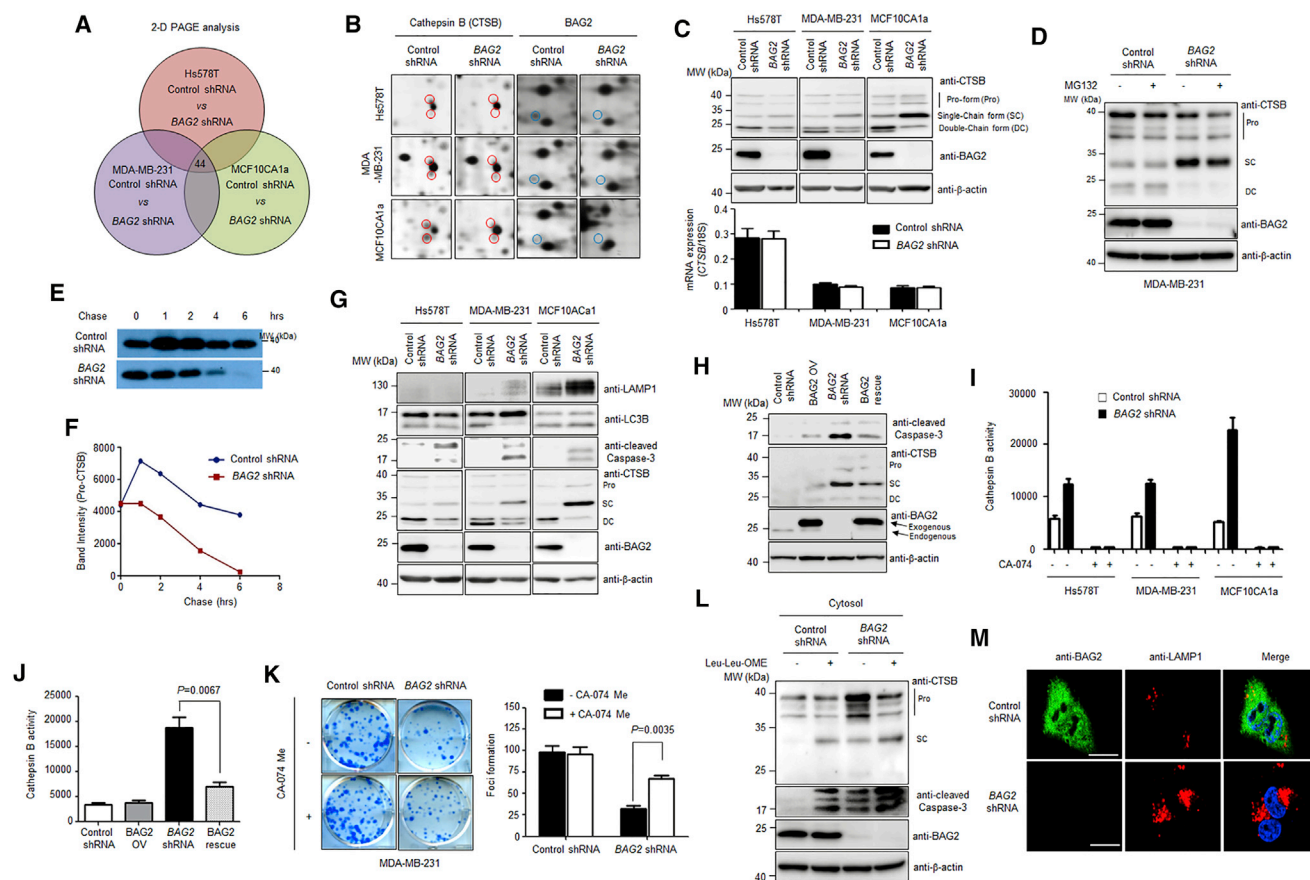 A
2-D PAGE analysis
Hs578T
Control shRNA
vs
BAG2 shRNA
44
MDA-MB-231
Control shRNA
vs
BAG2 shRNA
MCF10CA1a
Control shRNA
vs
BAG2 shRNA
B
Cathepsin B (CTSB)
BAG2
Control shRNA
BAG2 shRNA
Control shRNA
BAG2 shRNA
Hs578T
MDA -MB-231
MCF10CA1a
C
Hs578T
MDA-MB-231
MCF10CA1a
Control shRNA
BAG2 shRNA
Control shRNA
BAG2 shRNA
Control shRNA
BAG2 shRNA
MW (kDa)
anti-CTSB
40
35
25
Pro-form (Pro)
Single-Chain form (SC)
Double-Chain form (DC)
25
anti-BAG2
40
anti-β-actin
mRNA expression (CTSB/18S)
0.4
0.3
0.2
0.1
0
Control shRNA
BAG2 shRNA
Hs578T
MDA-MB-231
MCF10CA1a
D
Control shRNA
BAG2 shRNA
MG132
- + - +
MW (kDa)
anti-CTSB
40
35
25
Pro
SC
DC
25
anti-BAG2
40
anti-β-actin
MDA-MB-231
E
Chase 0 1 2 4 6 hrs
Control shRNA
MW (kDa)
40
BAG2 shRNA
40
F
Band Intensity (Pro-CTSB)
8000
6000
4000
2000
0
Control shRNA
BAG2 shRNA
0 2 4 6 8
Chase (hrs)
G
Hs578T
MDA-MB-231
MCF10ACa1
Control shRNA
BAG2 shRNA
Control shRNA
BAG2 shRNA
Control shRNA
BAG2 shRNA
MW (kDa)
130
anti-LAMP1
17
anti-LC3B
17
anti-cleaved Caspase-3
anti-CTSB
40
35
25
Pro
SC
DC
25
anti-BAG2
40
anti-β-actin
H
Control shRNA
BAG2 OV
BAG2 shRNA
BAG2 rescue
MW (kDa)
17
anti-cleaved Caspase-3
anti-CTSB
40
35
25
Pro
SC
DC
25
anti-BAG2
Exogenous
Endogenous
40
anti-β-actin
I
Control shRNA
BAG2 shRNA
Cathepsin B activity
30000
20000
10000
0
CA-074
- - + + - - + + - - + +
Hs578T
MDA-MB-231
MCF10CA1a
J
P=0.0067
Cathepsin B activity
25000
20000
15000
10000
5000
0
Control shRNA
BAG2 OV
BAG2 shRNA
BAG2 rescue
K
Control shRNA
BAG2 shRNA
CA-074 Me
-
+
MDA-MB-231
- CA-074 Me
+ CA-074 Me
P=0.0035
Foci formation
150
125
100
75
50
25
0
Control shRNA
BAG2 shRNA
L
Cytosol
Control shRNA
BAG2 shRNA
Leu-Leu-OME
- + - +
MW (kDa)
anti-CTSB
40
35
25
Pro
SC
17
anti-cleaved Caspase-3
25
anti-BAG2
40
anti-β-actin
M
anti-BAG2
anti-LAMP1
Merge
Control shRNA
BAG2 shRNA